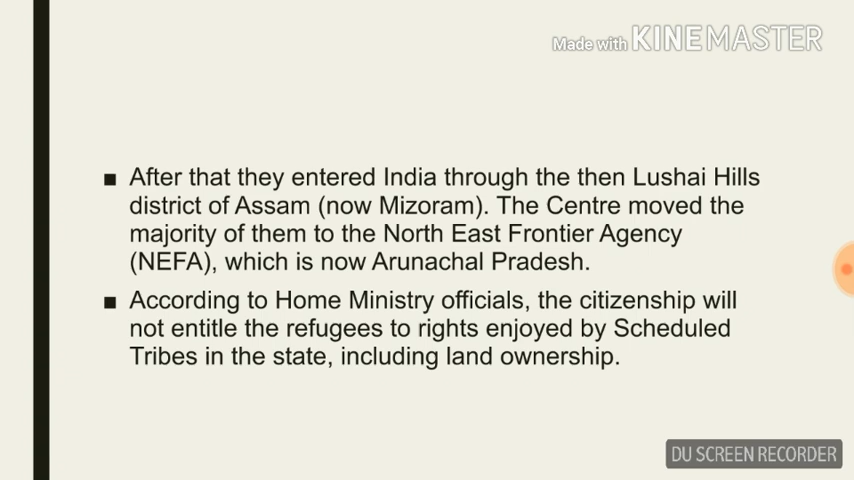 Made with KINEMASTER
■ After that they entered India through the then Lushai Hills
district of Assam (now Mizoram). The Centre moved the
majority of them to the North East Frontier Agency
(NEFA), which is now Arunachal Pradesh.
■ According to Home Ministry officials, the citizenship will
not entitle the refugees to rights enjoyed by Scheduled
Tribes in the state, including land ownership.
DU SCREEN RECORDER